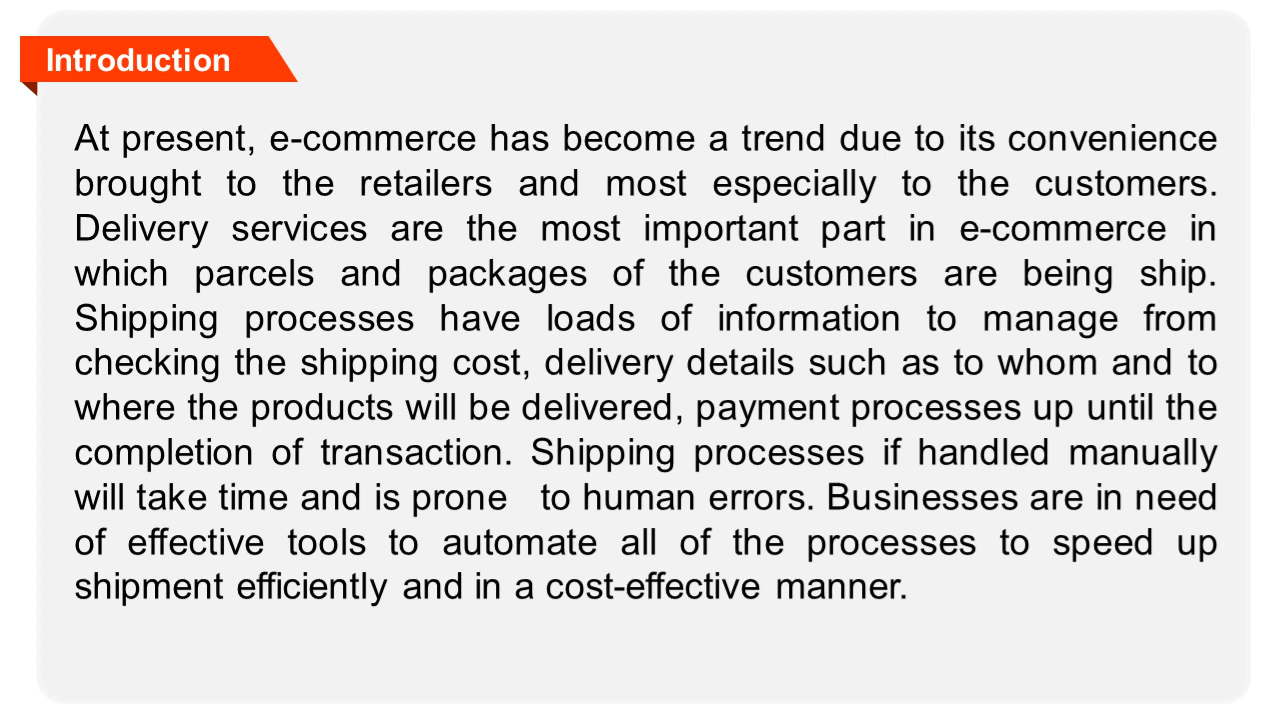 Introduction
At present, e-commerce has become a trend due to its convenience
brought to the retailers and most especially to the customers.
Delivery services are the most important part in e-commerce in
which parcels and packages of the customers are being ship.
Shipping processes have loads of information to manage from
checking the shipping cost, delivery details such as to whom and to
where the products will be delivered, payment processes up until the
completion of transaction. Shipping processes if handled manually
will take time and is prone to human errors. Businesses are in need
of effective tools to automate all of the processes to speed up
shipment efficiently and in a cost-effective manner.